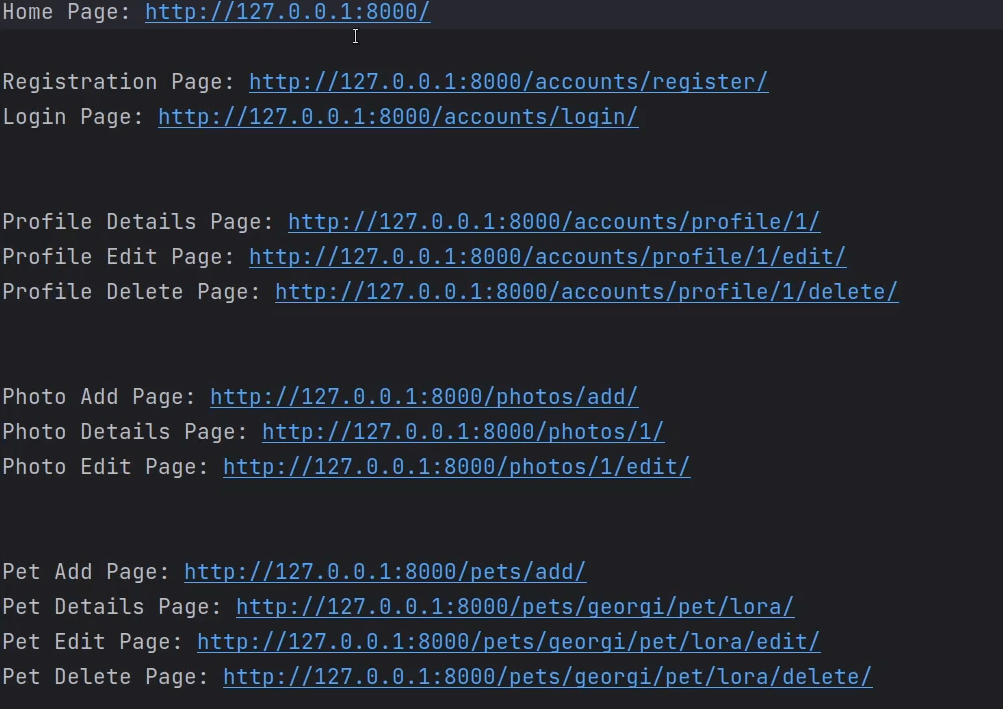 Home Page: http://127.0.0.1:8000/
Registration Page: http://127.0.0.1:8000/accounts/register/
Login Page: http://127.0.0.1:8000/accounts/login/
Profile Details Page: http://127.0.0.1:8000/accounts/profile/1/
Profile Edit Page: http://127.0.0.1:8000/accounts/profile/1/edit/
Profile Delete Page: http://127.0.0.1:8000/accounts/profile/1/delete/
Photo Add Page: http://127.0.0.1:8000/photos/add/
Photo Details Page: http://127.0.0.1:8000/photos/1/
Photo Edit Page: http://127.0.0.1:8000/photos/1/edit/
Pet Add Page: http://127.0.0.1:8000/pets/add/
Pet Details Page: http://127.0.0.1:8000/pets/georgi/pet/lora/
Pet Edit Page: http://127.0.0.1:8000/pets/georgi/pet/lora/edit/
Pet Delete Page: http://127.0.0.1:8000/pets/georgi/pet/lora/delete/